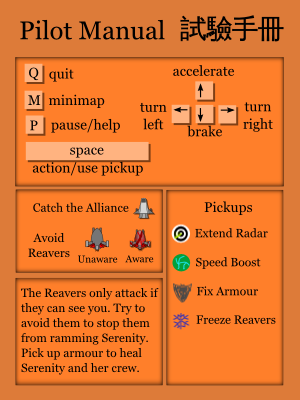 Pilot Manual 試驗手冊
Q quit
M minimap
P pause/help
space
action/use pickup
accelerate
turn left
turn right
brake
Catch the Alliance
Avoid
Reavers
Unaware
Aware
The Reavers only attack if
they can see you. Try to
avoid them to stop them
from ramming Serenity.
Pick up armour to heal
Serenity and her crew.
Pickups
Extend Radar
Speed Boost
Fix Armour
Freeze Reavers